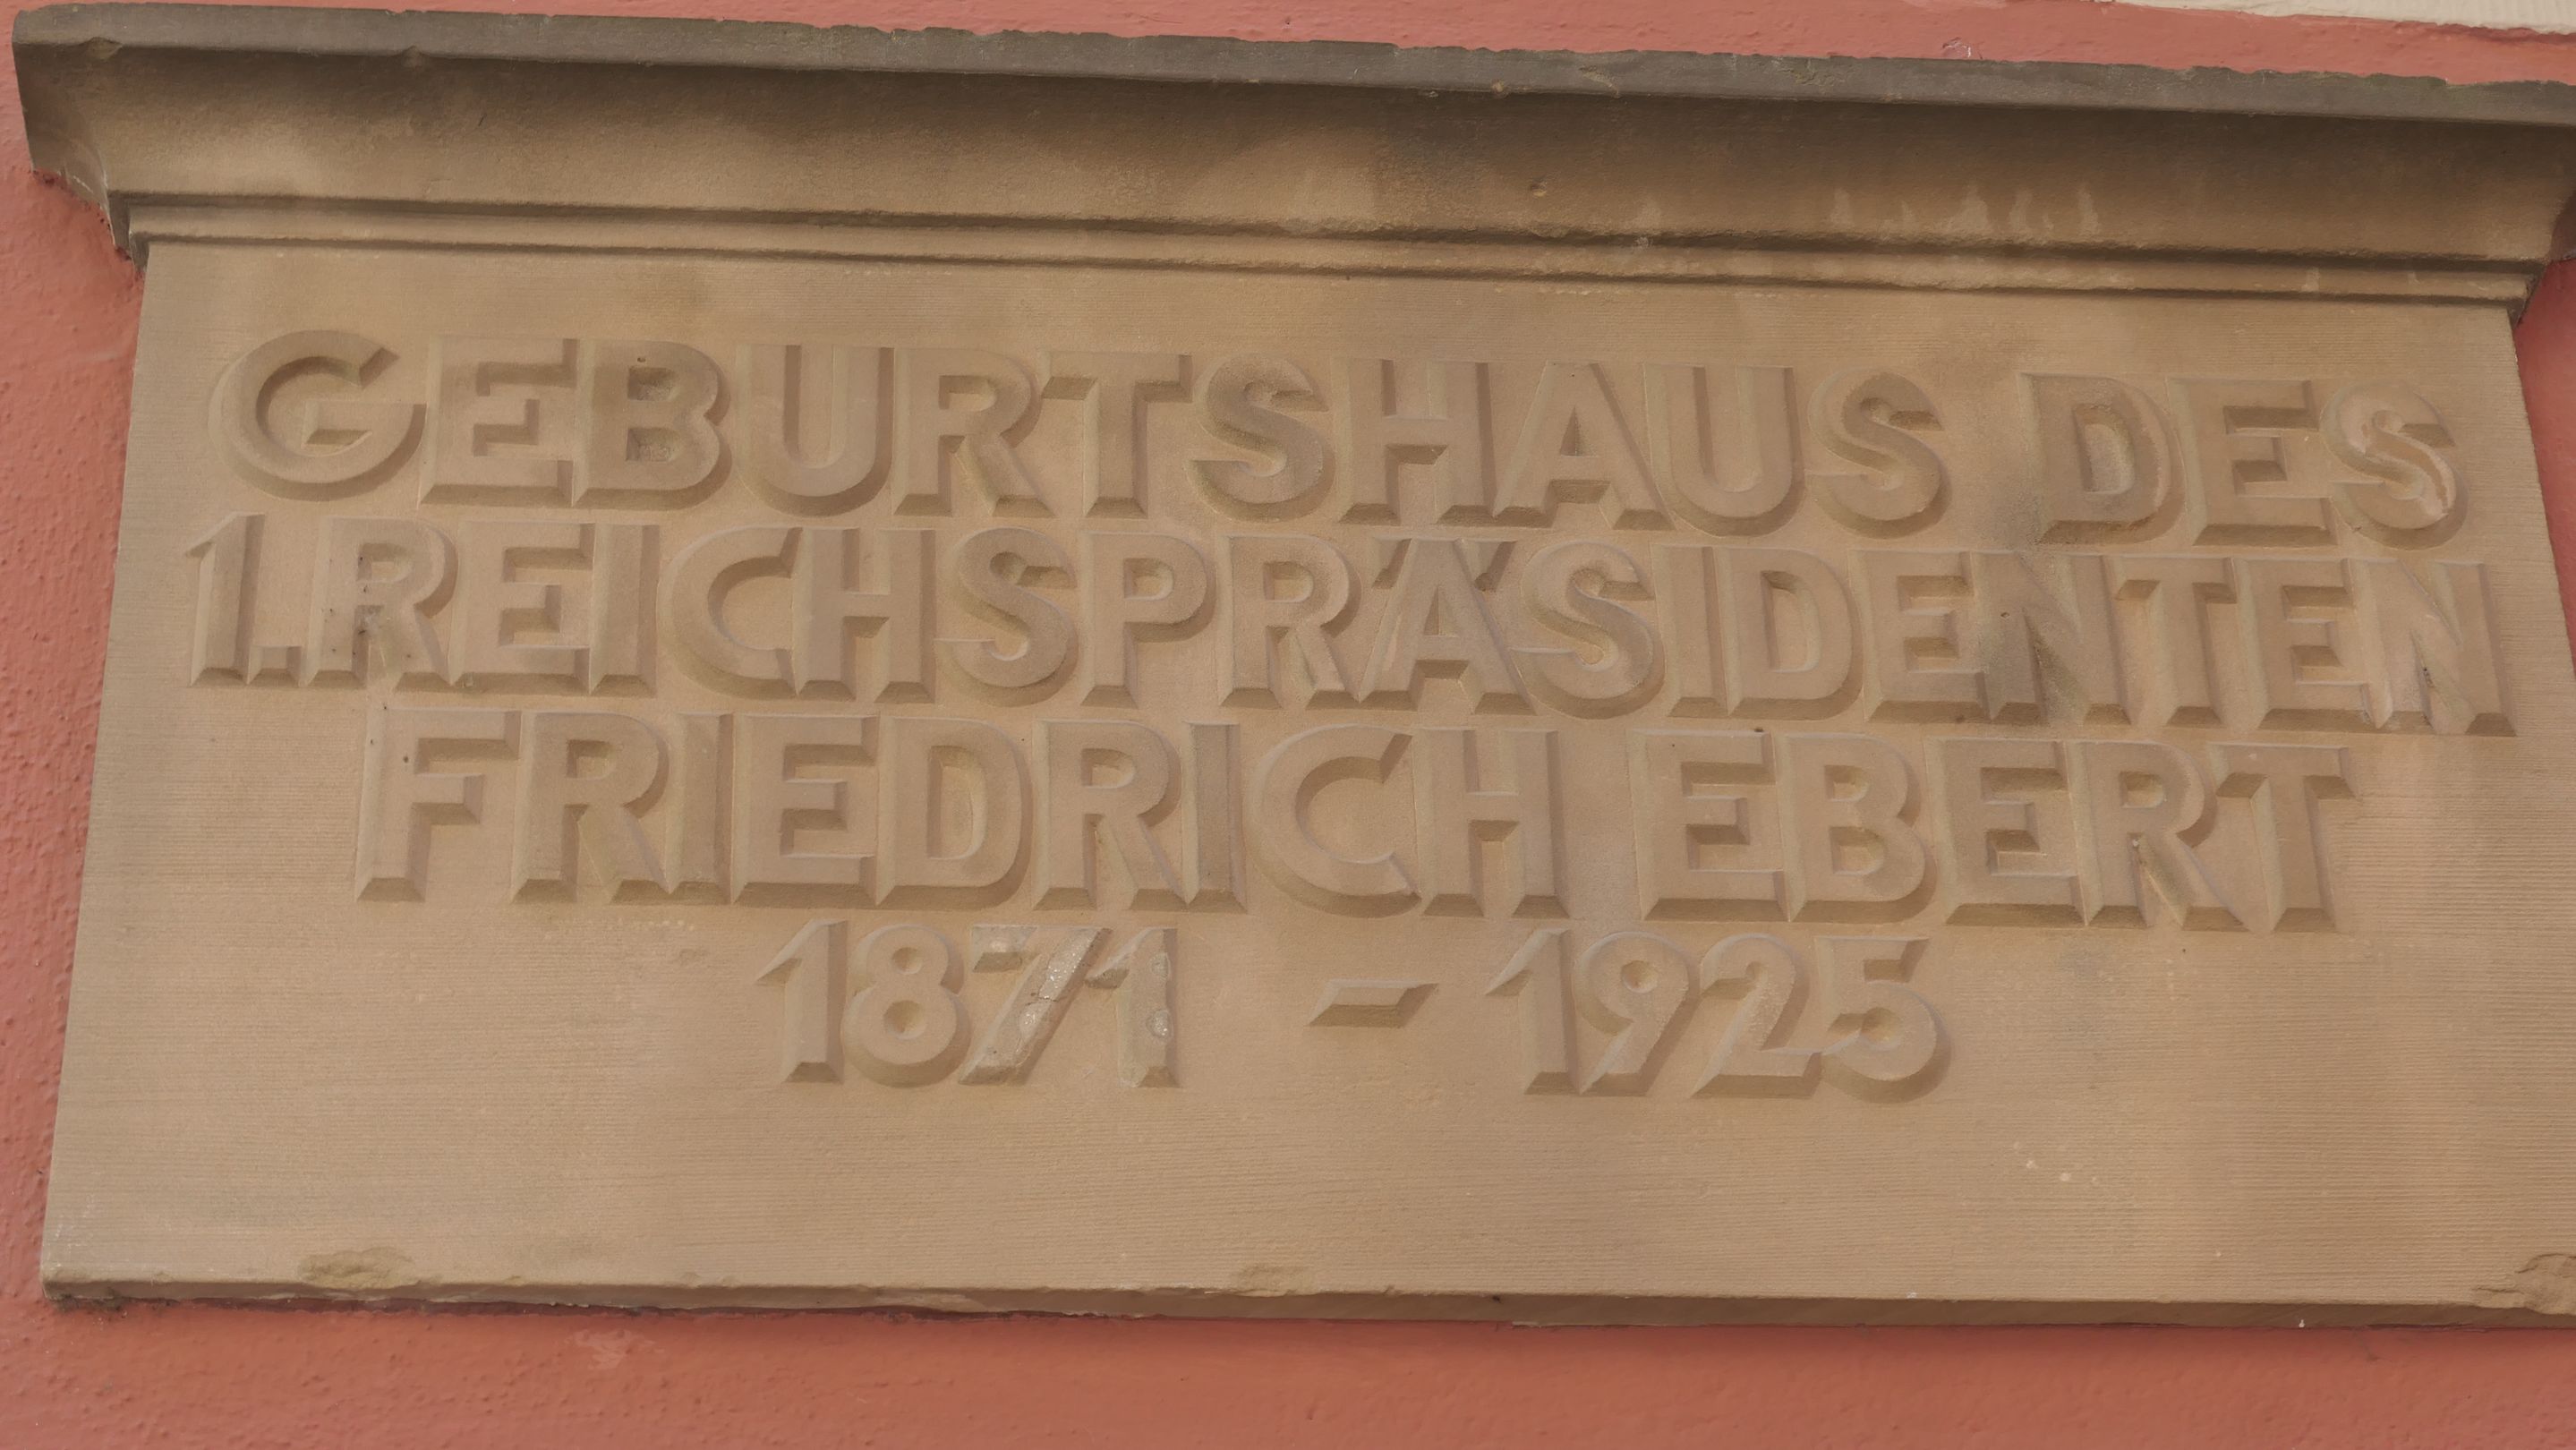 GEBURTSHAUS DES
1.REICHSPRÄSIDENTEN
FRIEDRICH EBERT
1871 - 1925